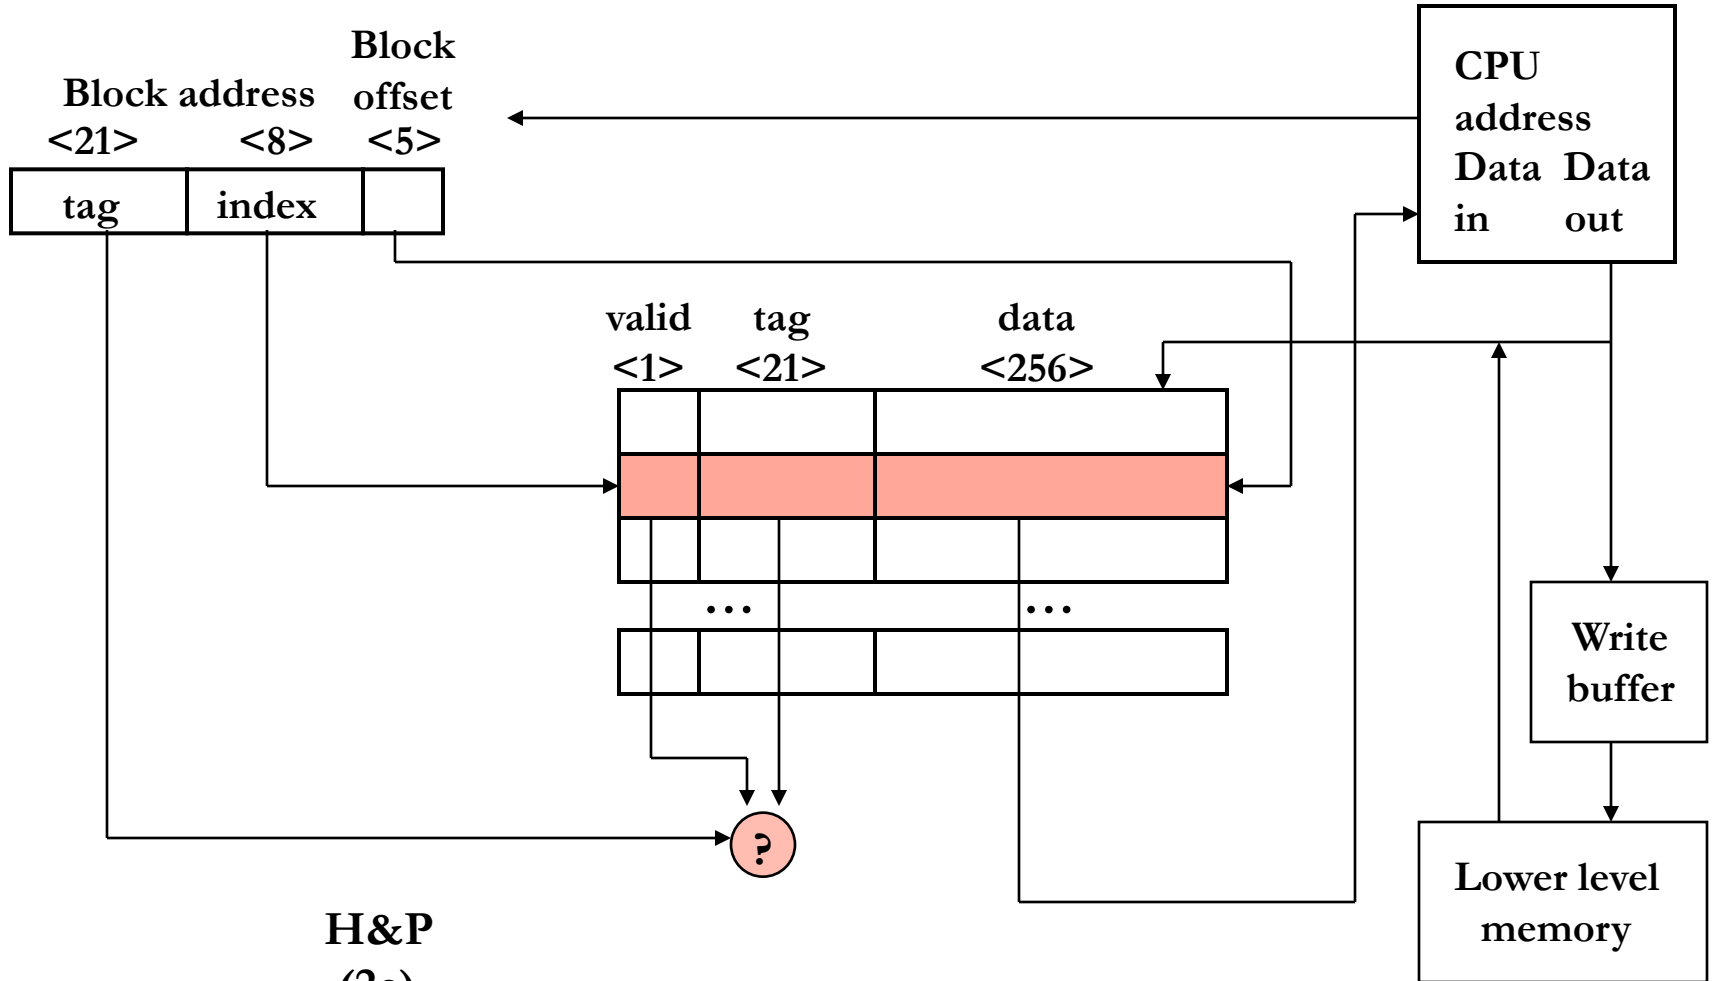 Block
offset
Block address
<21> <8> <5>
tag index
CPU
address
Data Data
in out
valid tag data
<1> <21> <256>
... ...
Write
buffer
?
Lower level
memory
H&P